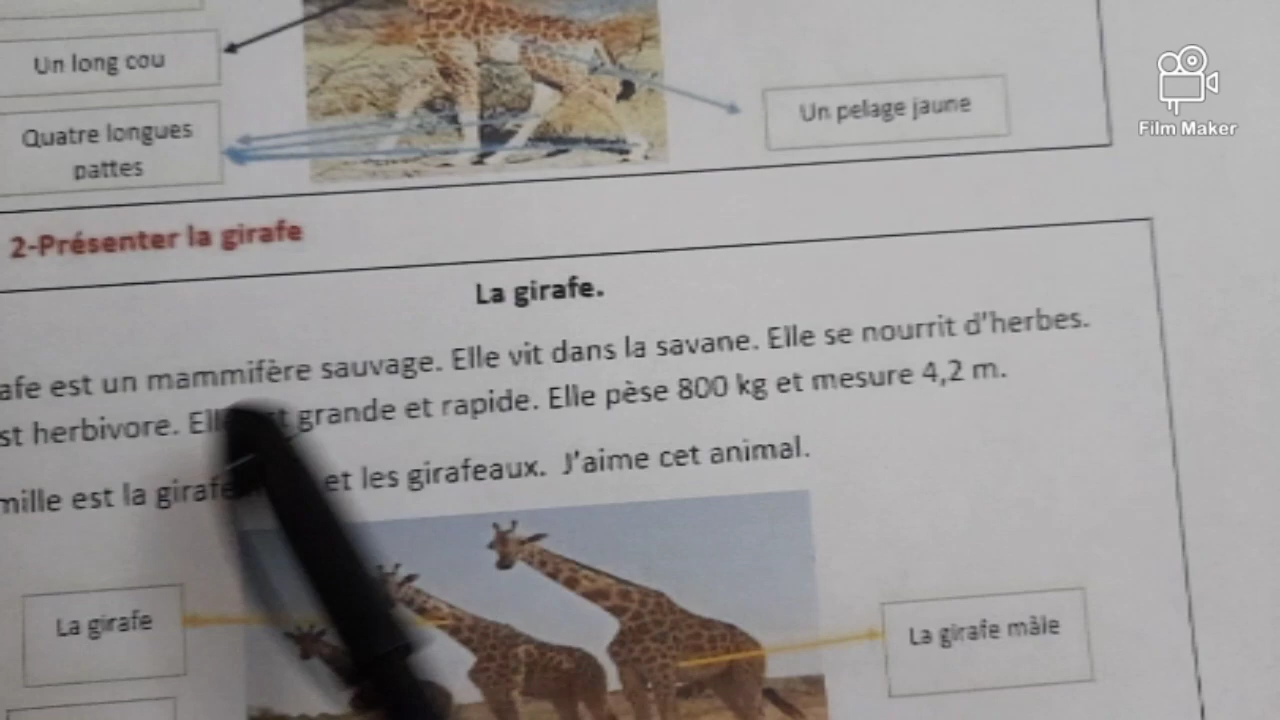 Un long cou
Quatre longues
pattes
Un pelage jaune
Film Maker
2-Présenter la girafe
La girafe.
afe est un mammifère sauvage. Elle vit dans la savane. Elle se nourrit d'herbes.
st herbivore. Elle est grande et rapide. Elle pèse 800 kg et mesure 4,2 m.
mille est la girafe et les girafeaux. J'aime cet animal.
La girafe
La girafe mâle